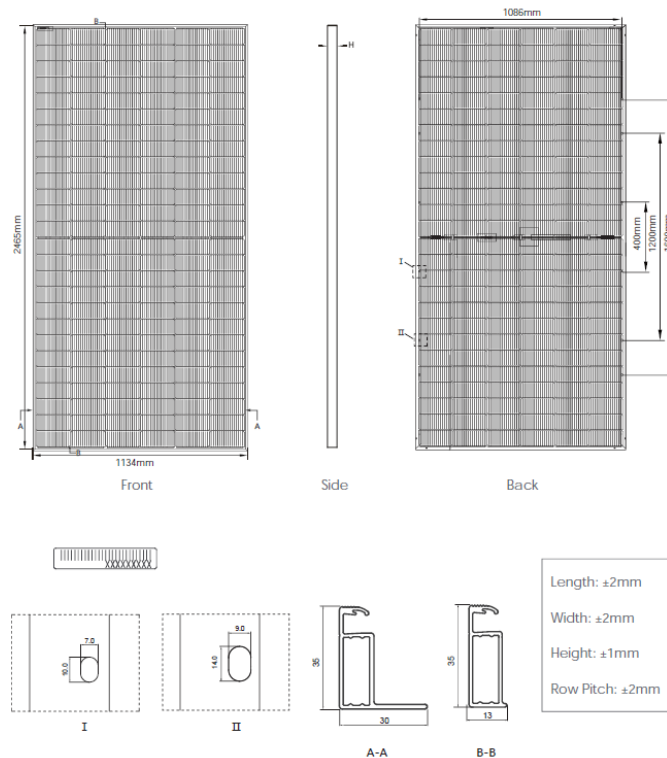 B
H
1086mm
2465mm
400mm
1200mm
I
II
A
A
B
1134mm
Front
Side
Back
7.0
10.0
I
9.0
14.0
II
35
30
A-A
35
13
B-B
Length: ±2mm
Width: ±2mm
Height: ±1mm
Row Pitch: ±2mm